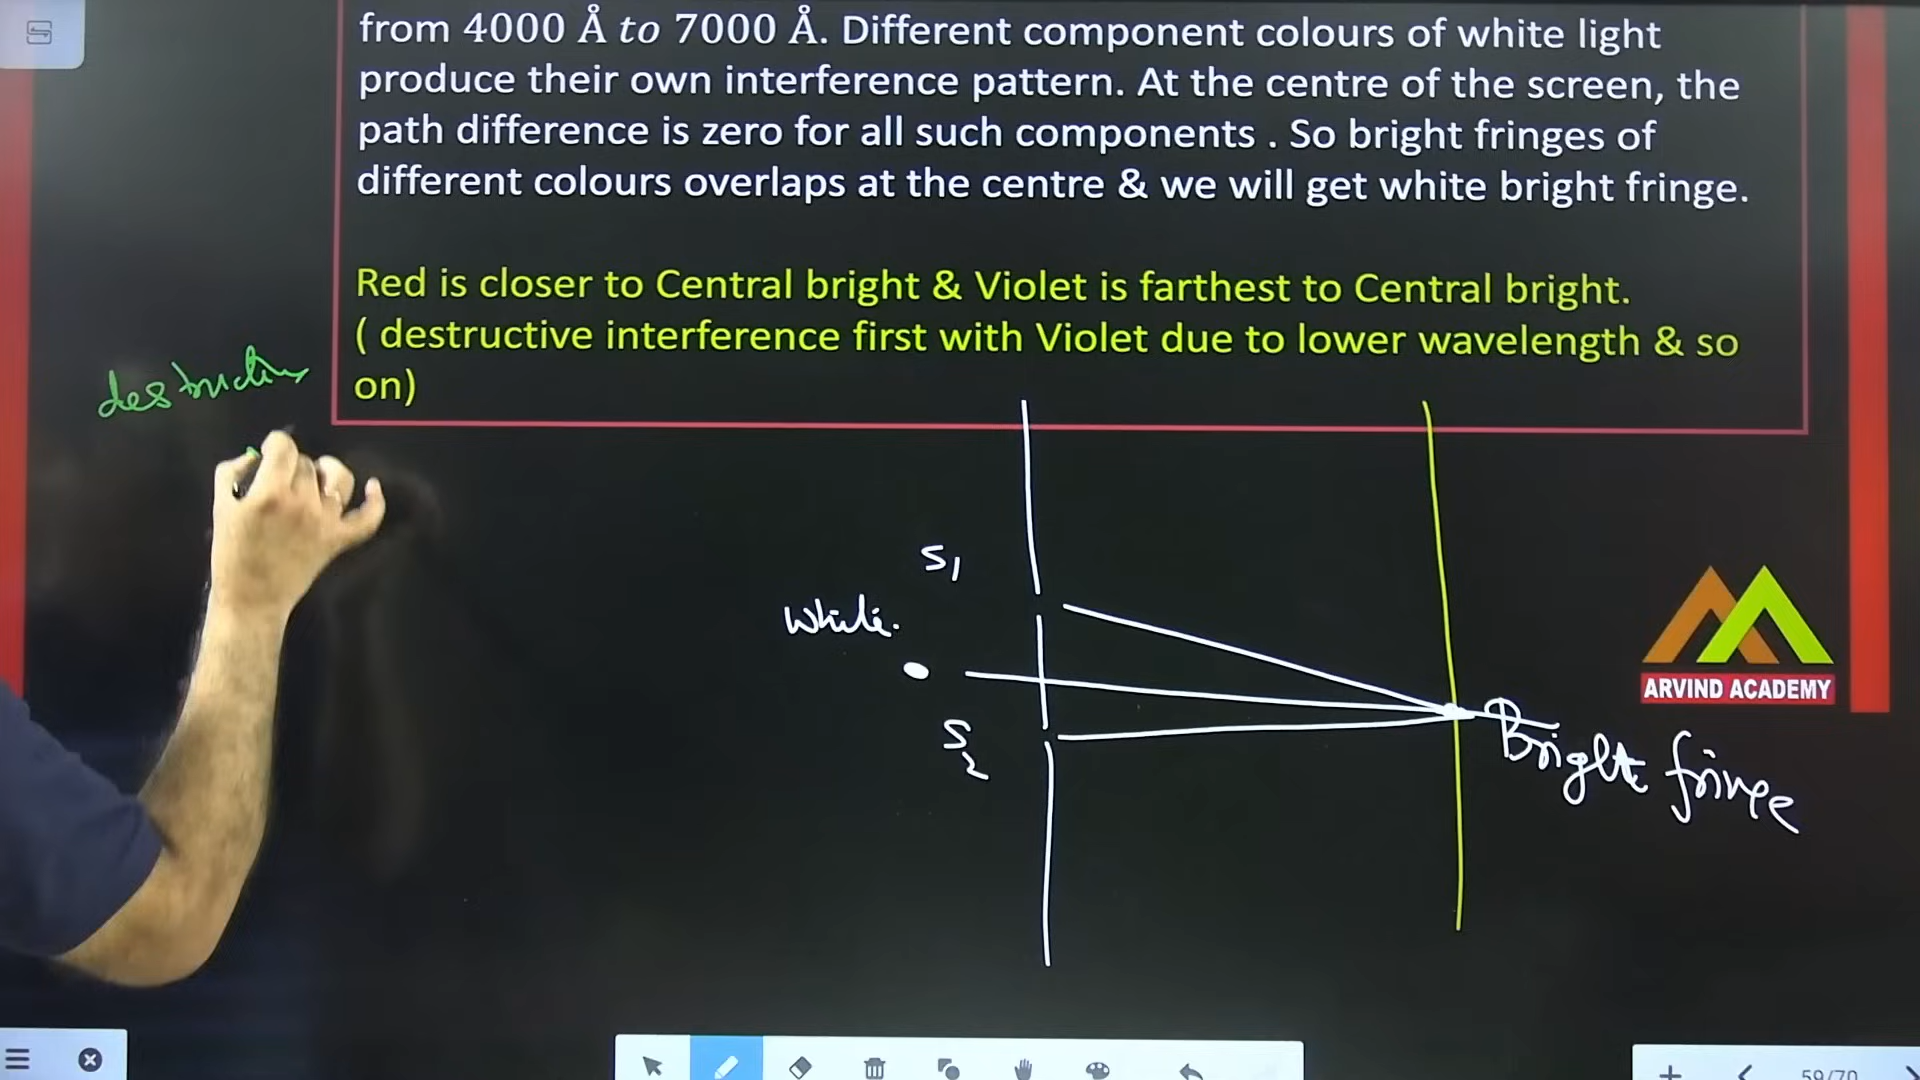 from 4000 Å to 7000 Å. Different component colours of white light
produce their own interference pattern. At the centre of the screen, the
path difference is zero for all such components . So bright fringes of
different colours overlaps at the centre & we will get white bright fringe.
Red is closer to Central bright & Violet is farthest to Central bright.
( destructive interference first with Violet due to lower wavelength & so
on)
destructive
S1
White.
S2
Bright fringe
ARVIND ACADEMY
59/70